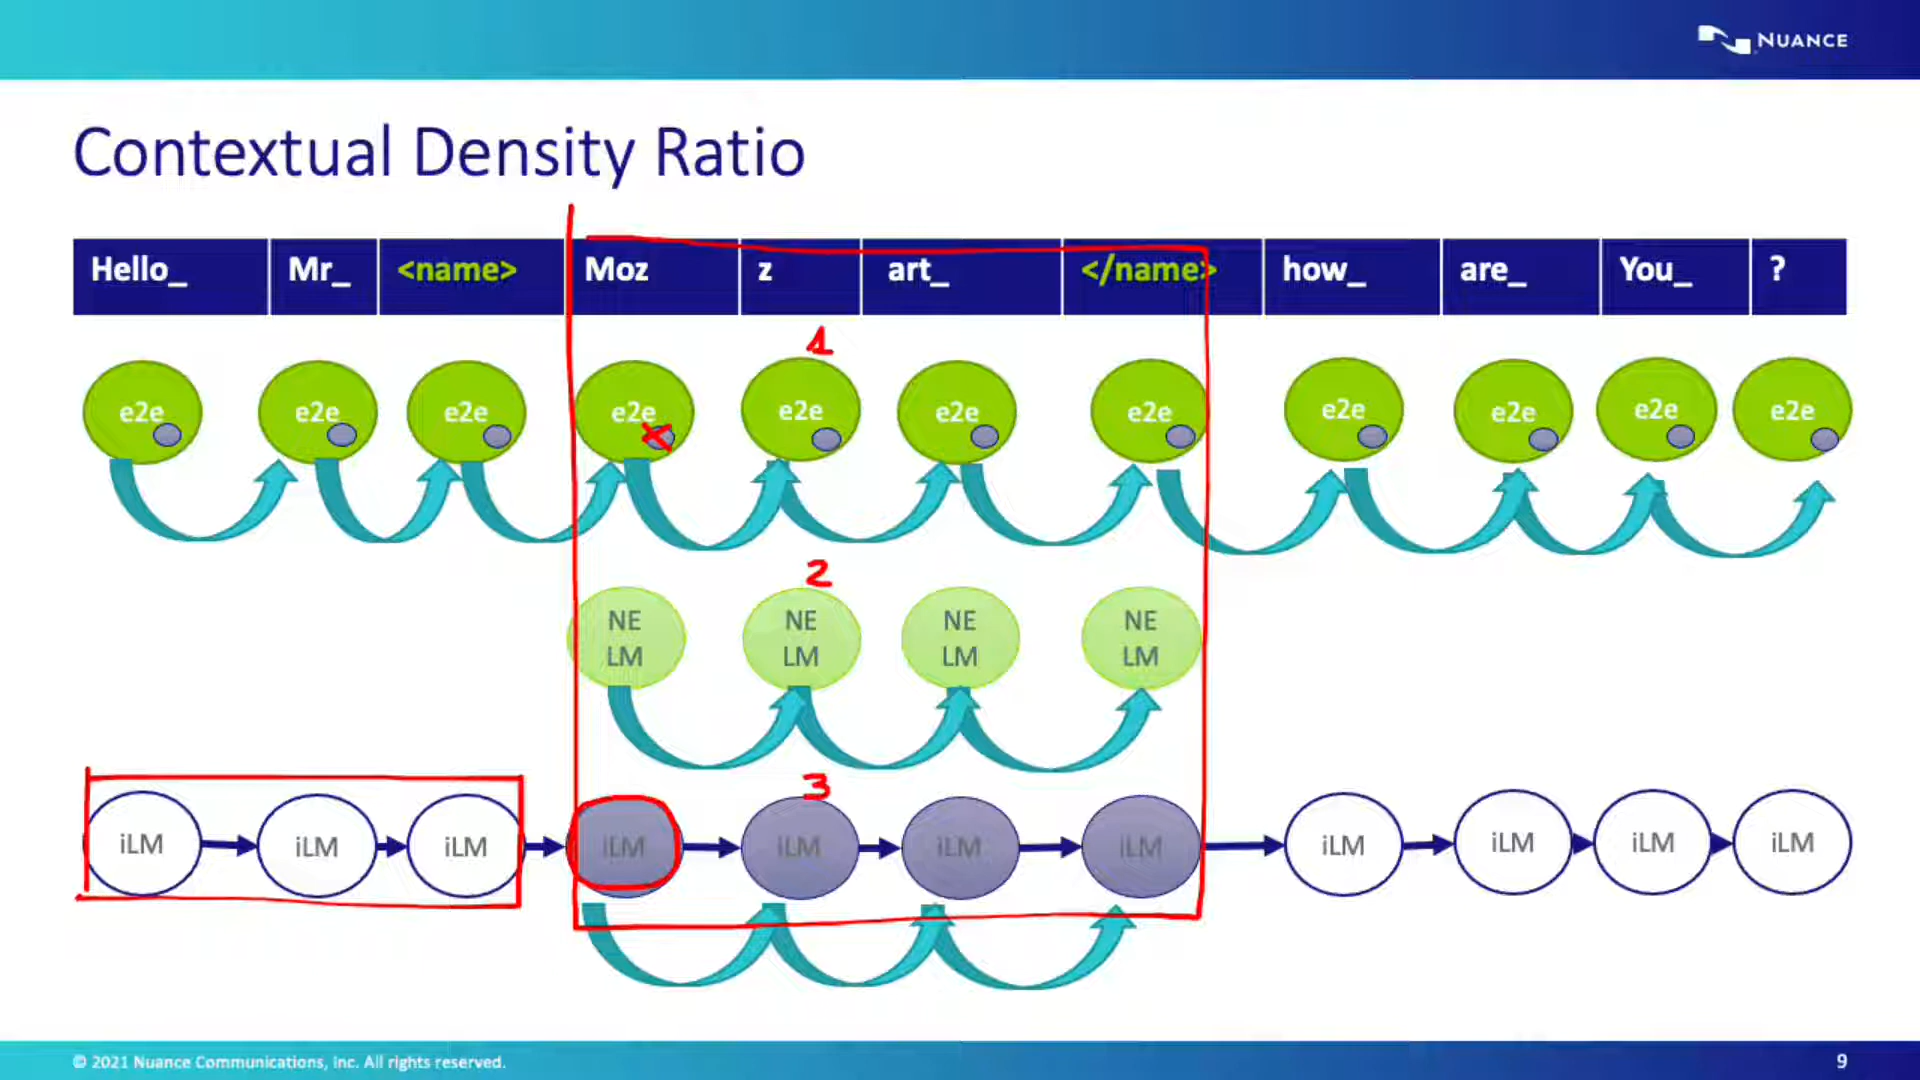 NUANCE
Contextual Density Ratio
Hello_ Mr_ <name> Moz z art_ </name> how_ are_ You_ ?
1
e2e e2e e2e e2e e2e e2e e2e e2e e2e e2e e2e
2
NE LM NE LM NE LM NE LM
3
iLM iLM iLM iLM iLM iLM iLM iLM iLM iLM iLM
© 2021 Nuance Communications, Inc. All rights reserved.
9